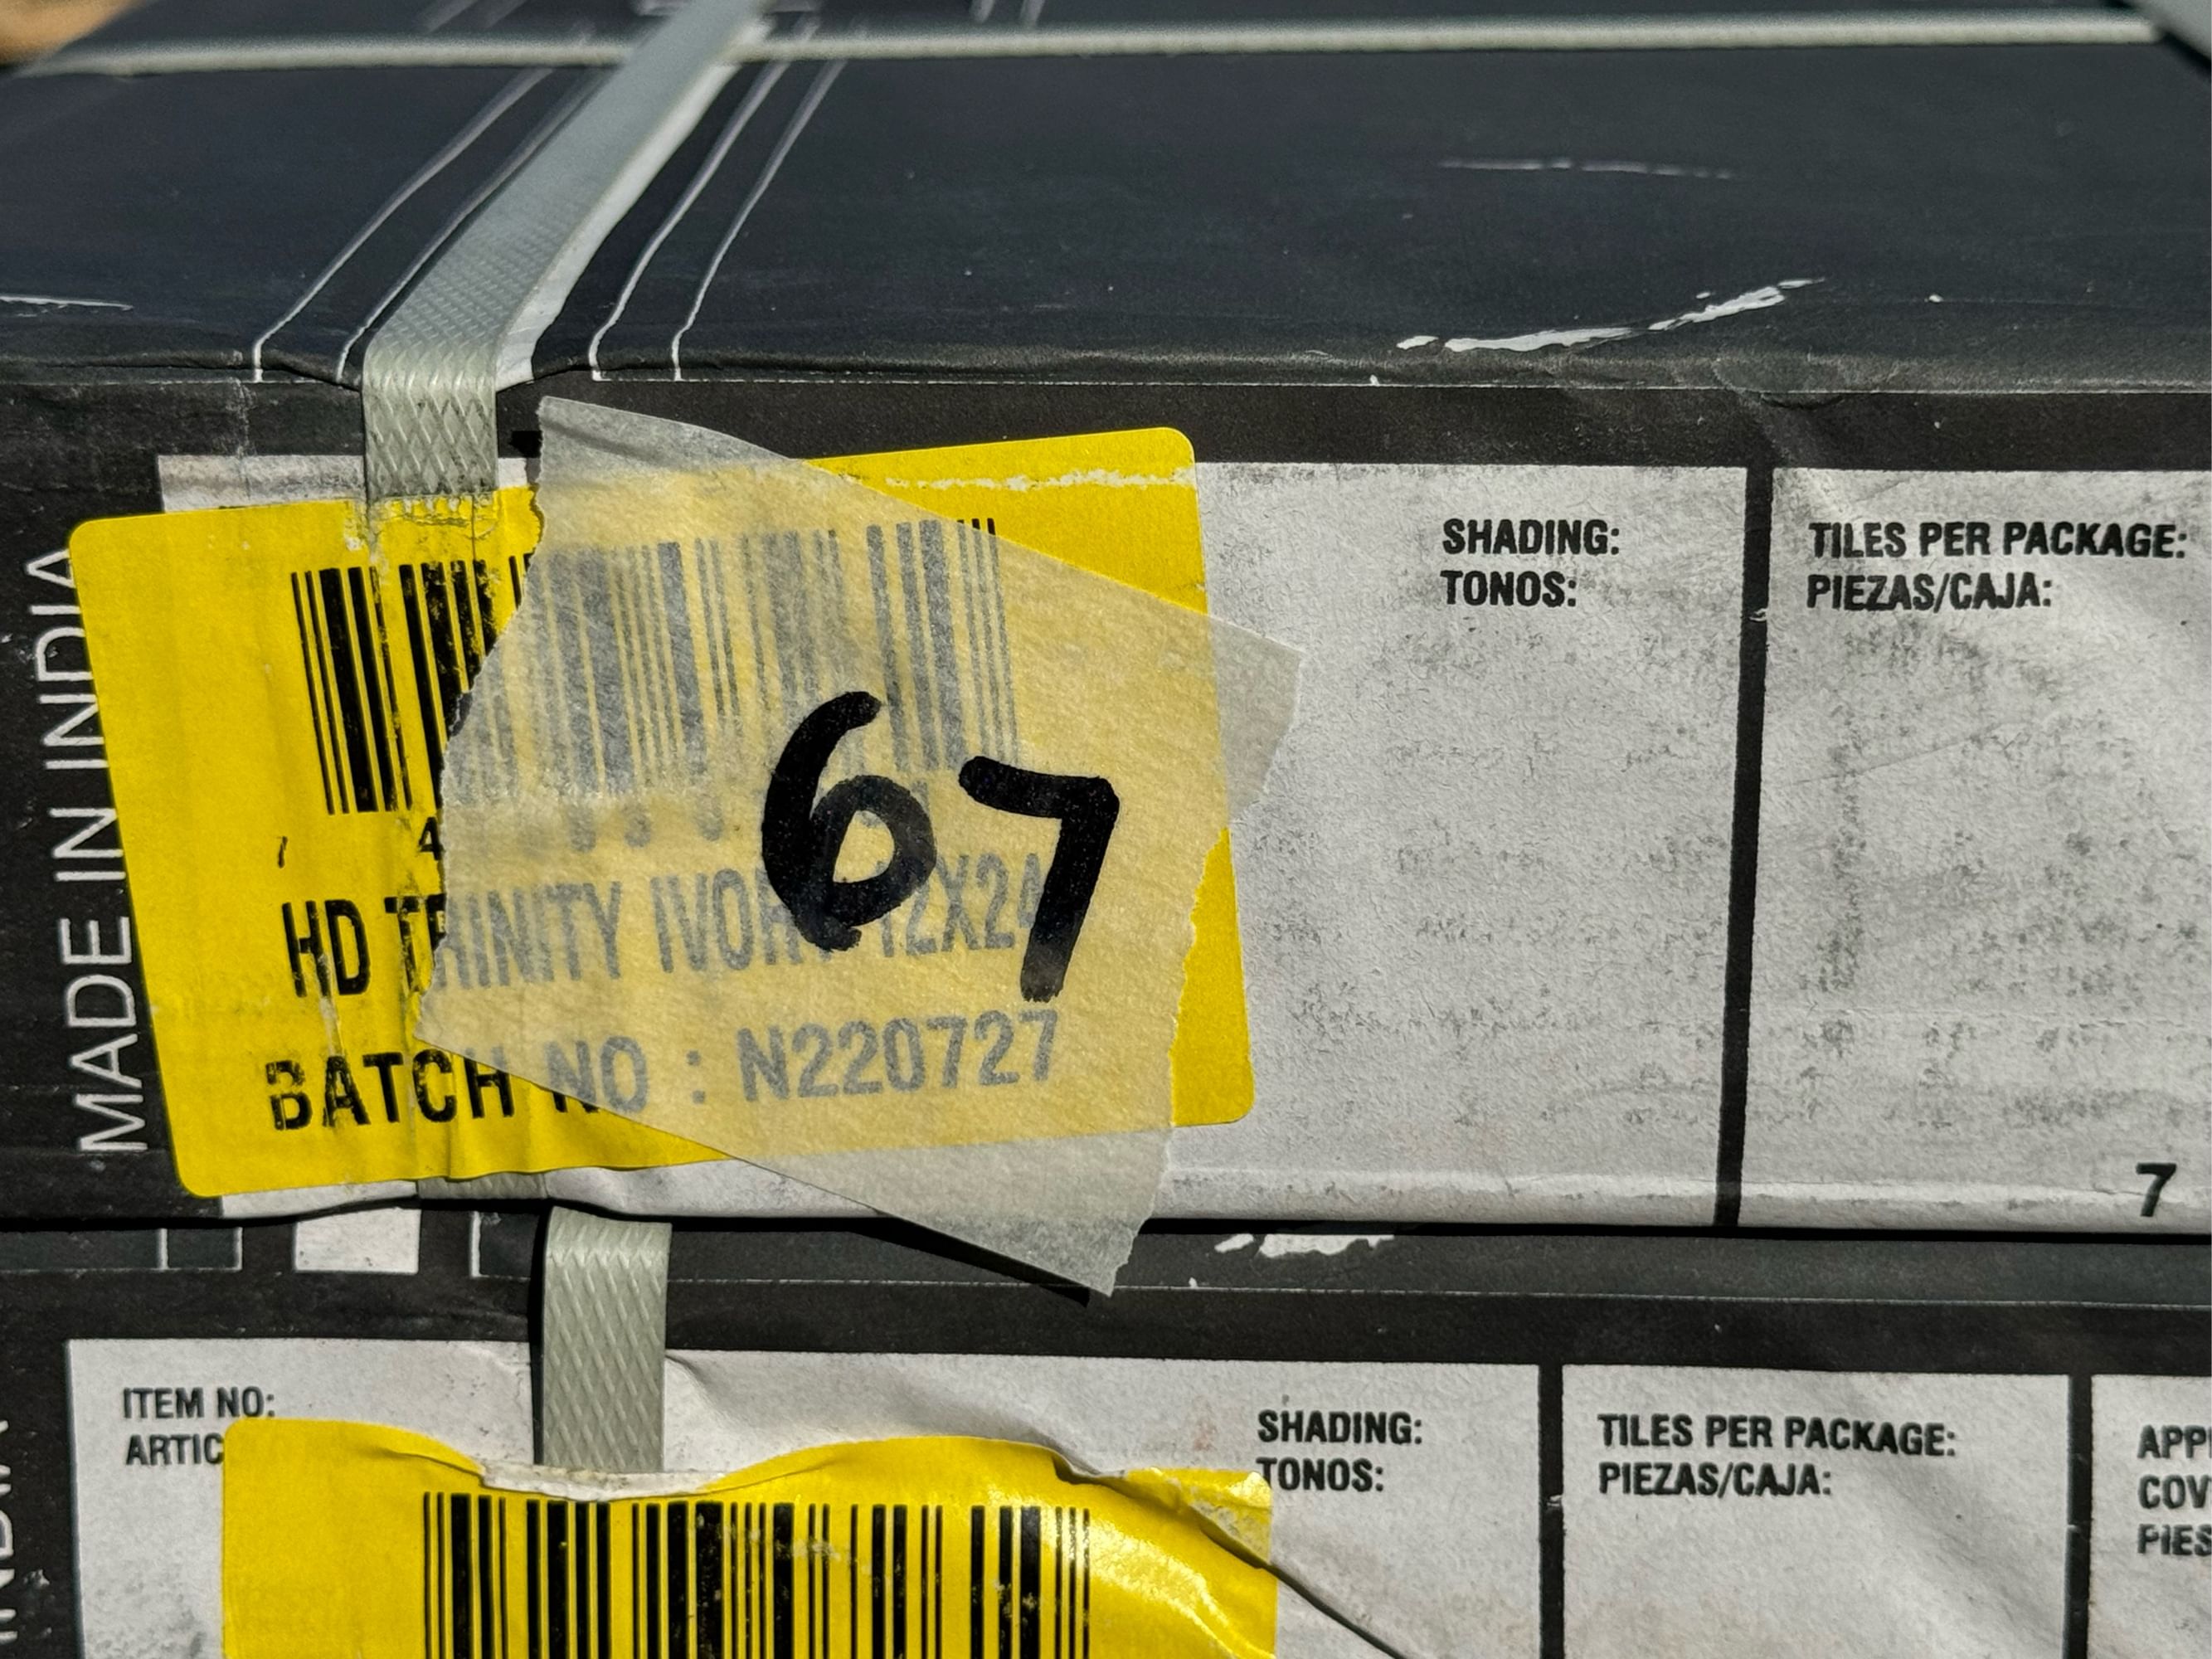 MADE IN INDIA
67
HD TRINITY IVORY 12X24
BATCH NO : N220727
SHADING:
TONOS:
TILES PER PACKAGE:
PIEZAS/CAJA:
7
ITEM NO:
SHADING:
TONOS:
TILES PER PACKAGE:
PIEZAS/CAJA: